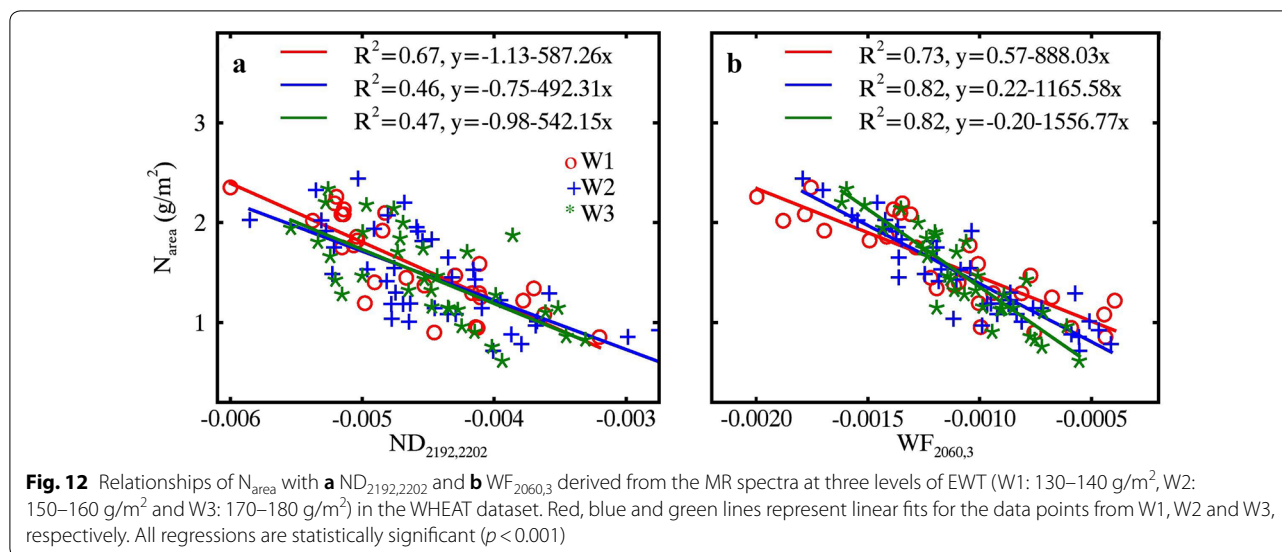 a
R²=0.67, y=-1.13-587.26x
R²=0.46, y=-0.75-492.31x
R²=0.47, y=-0.98-542.15x
W1
W2
W3
N_area (g/m²)
3
2
1
-0.006 -0.005 -0.004 -0.003
ND_2192,2202
b
R²=0.73, y=0.57-888.03x
R²=0.82, y=0.22-1165.58x
R²=0.82, y=-0.20-1556.77x
-0.0020 -0.0015 -0.0010 -0.0005
WF_2060,3
Fig. 12 Relationships of N_area with a ND_2192,2202 and b WF_2060,3 derived from the MR spectra at three levels of EWT (W1: 130–140 g/m², W2:
150–160 g/m² and W3: 170–180 g/m²) in the WHEAT dataset. Red, blue and green lines represent linear fits for the data points from W1, W2 and W3,
respectively. All regressions are statistically significant (p < 0.001)